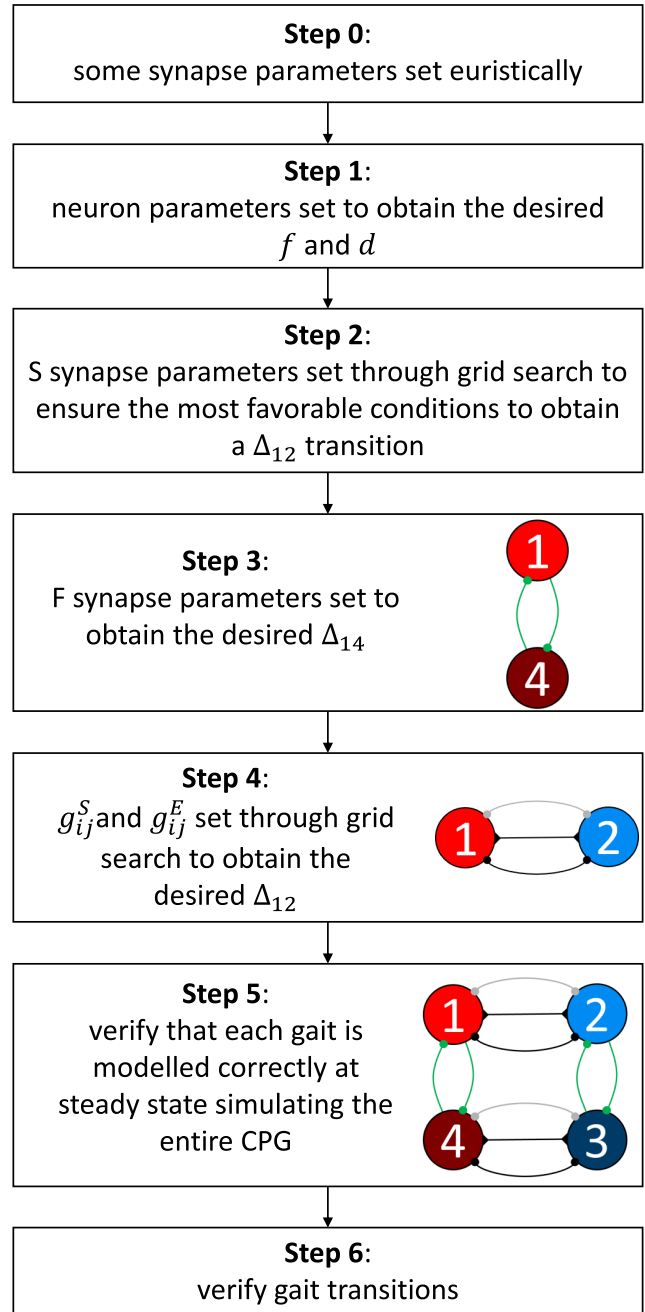 Step 0:
some synapse parameters set euristically
Step 1:
neuron parameters set to obtain the desired
f and d
Step 2:
S synapse parameters set through grid search to
ensure the most favorable conditions to obtain
a Δ₁₂ transition
Step 3:
F synapse parameters set to
obtain the desired Δ₁₄
1
4
Step 4:
g_{ij}^{S} and g_{ij}^{E} set through grid
search to obtain the
desired Δ₁₂
1 2
Step 5:
verify that each gait is
modelled correctly at
steady state simulating the
entire CPG
1 2
4 3
Step 6:
verify gait transitions